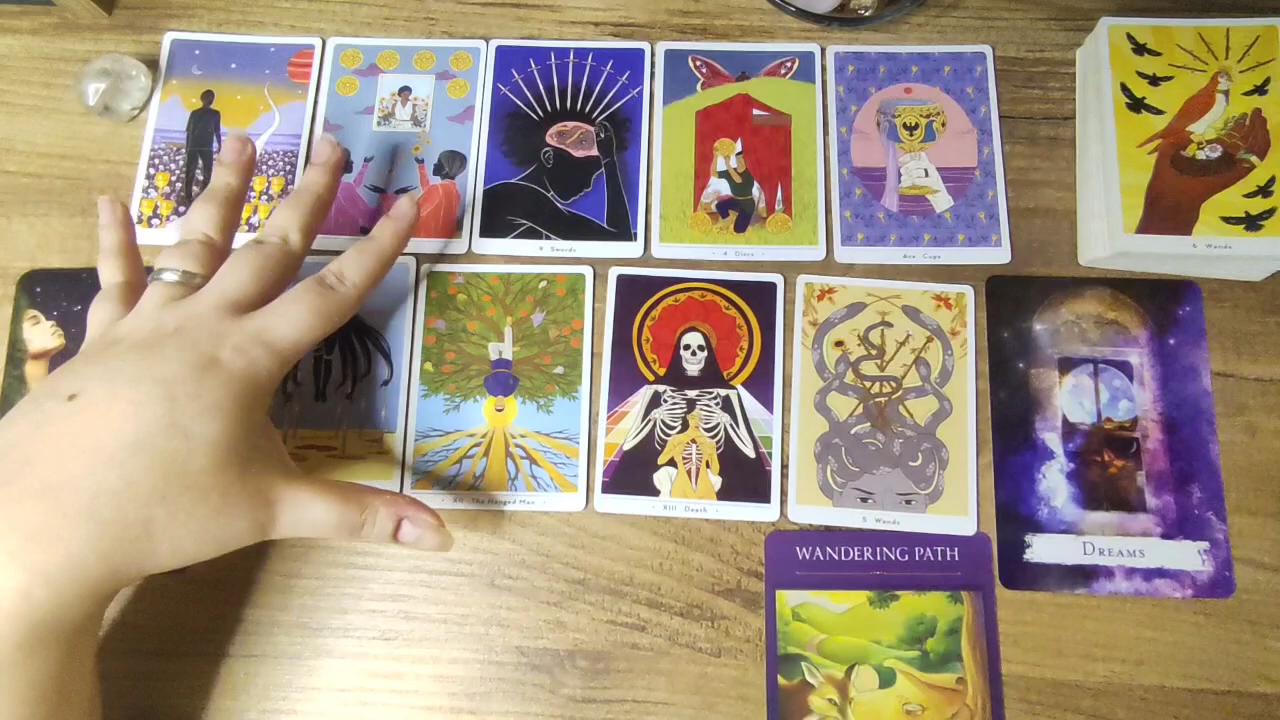 9 Swords
4 Discs
Ace Cups
6 Wands
XII The Hanged Man
XIII Death
5 Wands
DREAMS
WANDERING PATH